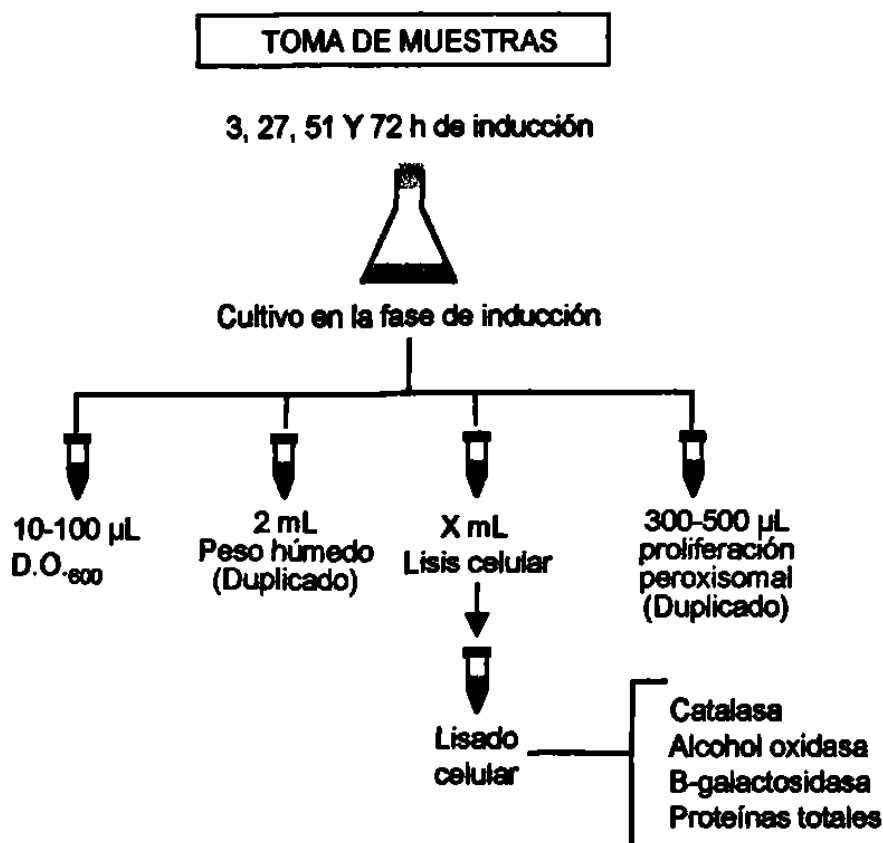 TOMA DE MUESTRAS
3, 27, 51 Y 72 h de inducción
Cultivo en la fase de inducción
10-100 µL
D.O.600
2 mL
Peso húmedo
(Duplicado)
X mL
Lisis celular
300-500 µL
proliferación
peroxisomal
(Duplicado)
Lisado
celular
Catalasa
Alcohol oxidasa
B-galactosidasa
Proteínas totales